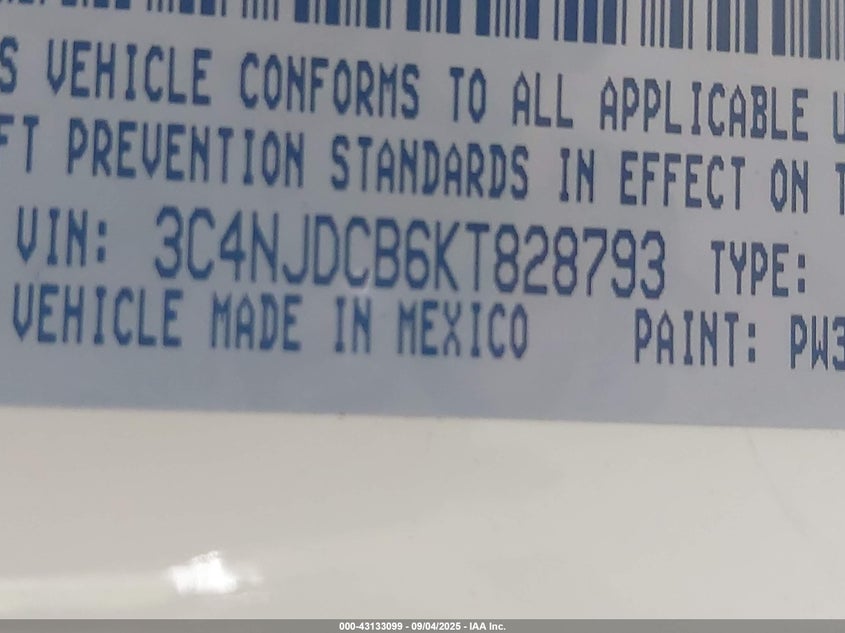 S VEHICLE CONFORMS TO ALL APPLICABLE U
FT PREVENTION STANDARDS IN EFFECT ON T
VIN: 3C4NJDCB6KT828793 TYPE:
VEHICLE MADE IN MEXICO PAINT: PW3
000-43133099 - 09/04/2025 - IAA Inc.